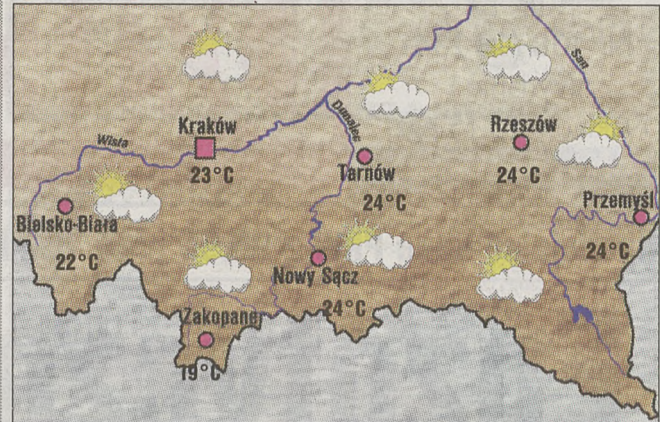 San
Dunajec
Kraków
Rzeszów
Wisła
23°C
Tarnów
24°C
24°C
Przemyśl
Bielsko-Biała
24°C
22°C
Nowy Sącz
24°C
Zakopane
19°C